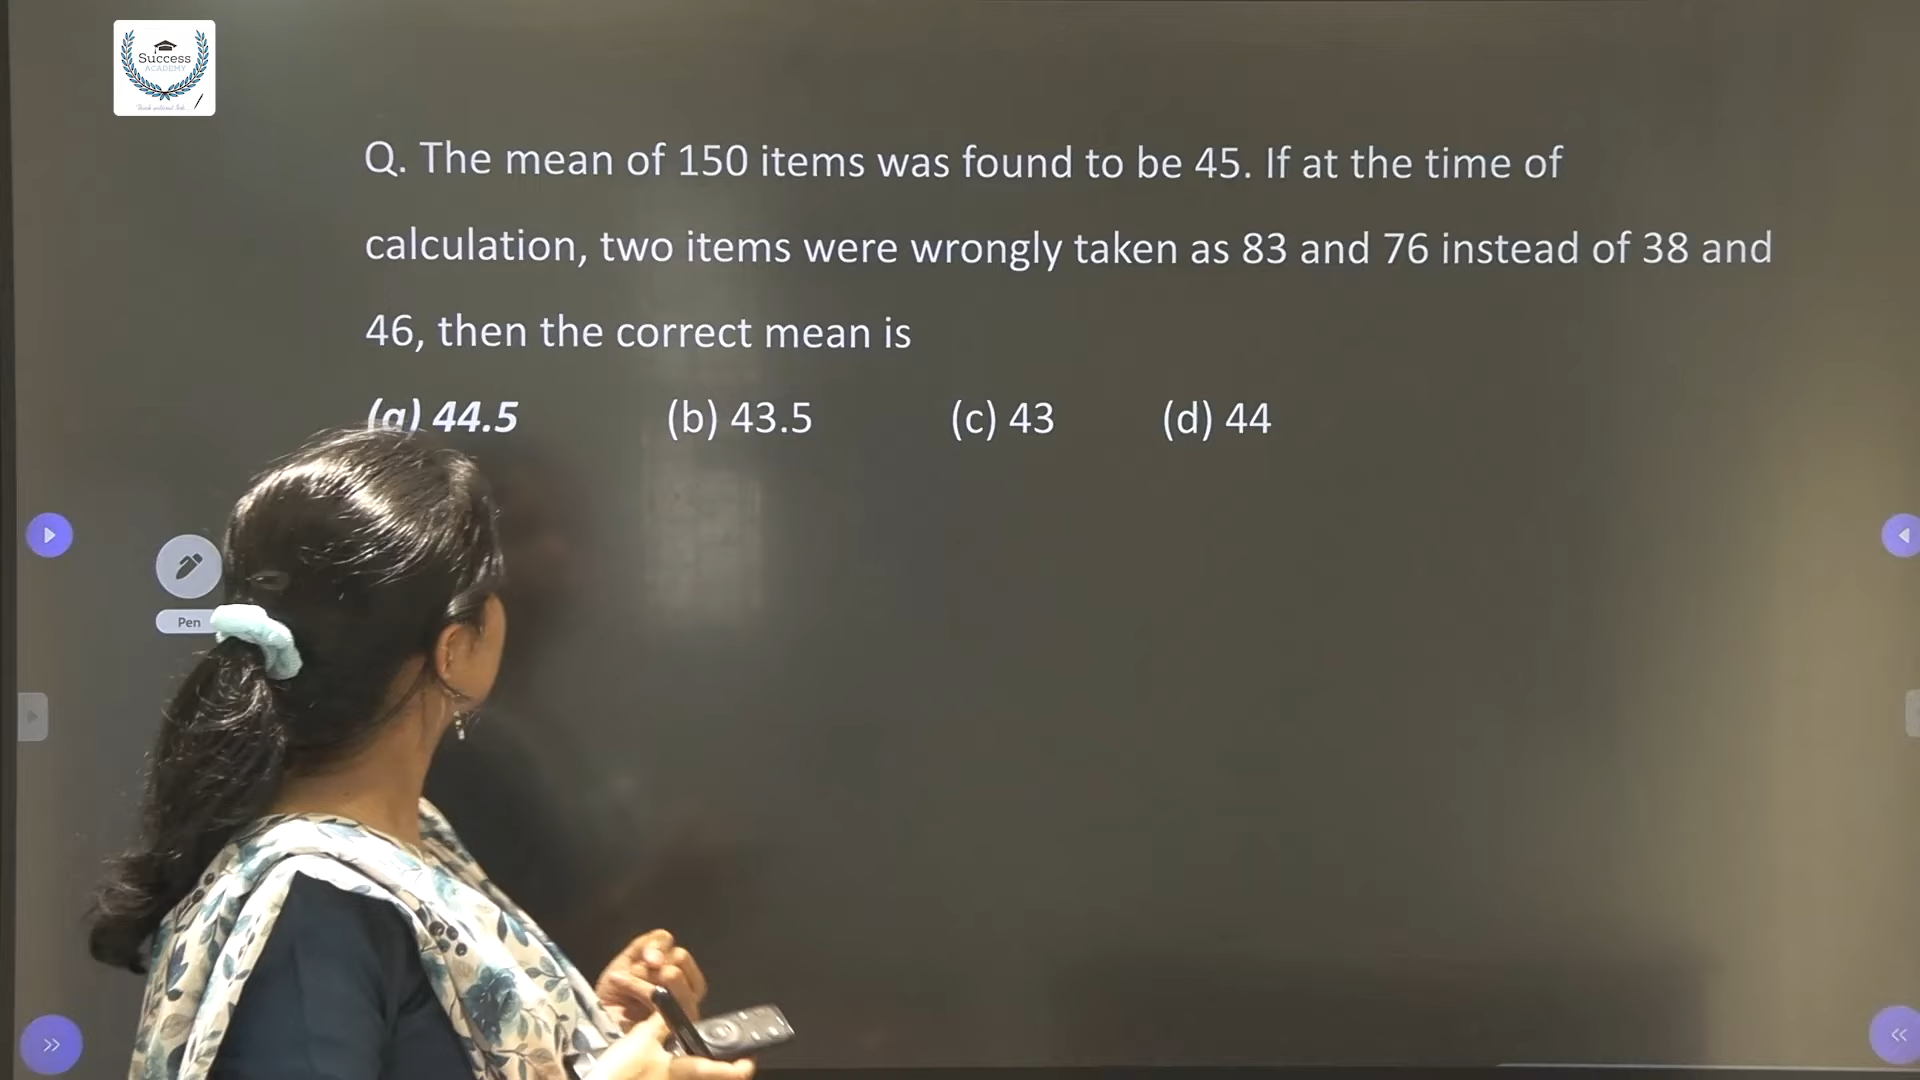 Success
ACADEMY
Q. The mean of 150 items was found to be 45. If at the time of
calculation, two items were wrongly taken as 83 and 76 instead of 38 and
46, then the correct mean is
(a) 44.5 (b) 43.5 (c) 43 (d) 44
Pen